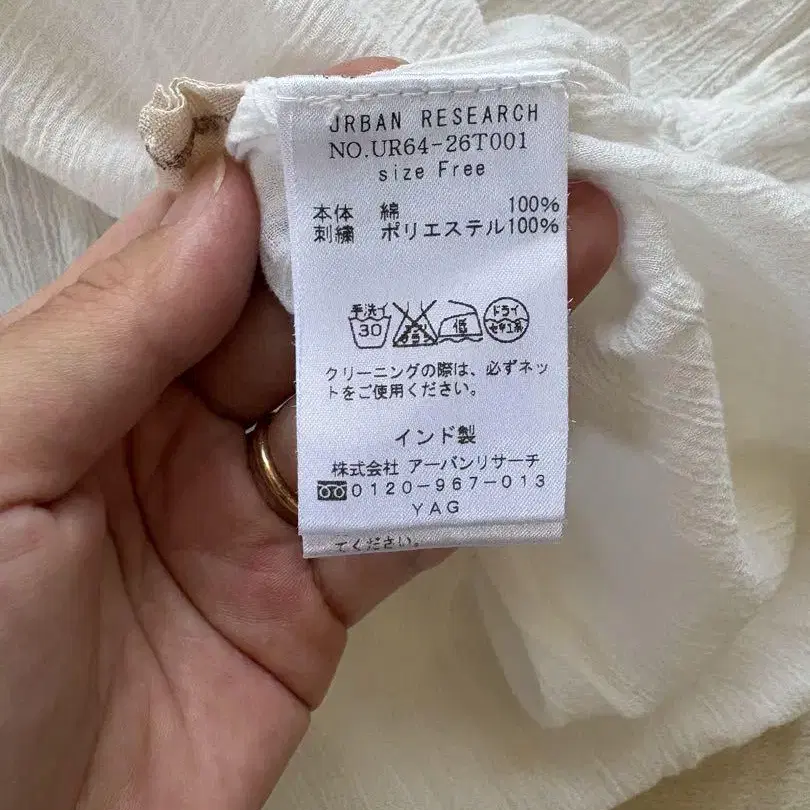 URBAN RESEARCH
NO.UR64-26T001
size Free
本体 綿 100%
刺繍 ポリエステル100%
手洗イ 30 低 ドライ
クリーニングの際は、必ずネッ
トをご使用ください。
インド製
株式会社 アーバンリサーチ
0120-967-013
YAG
てください。